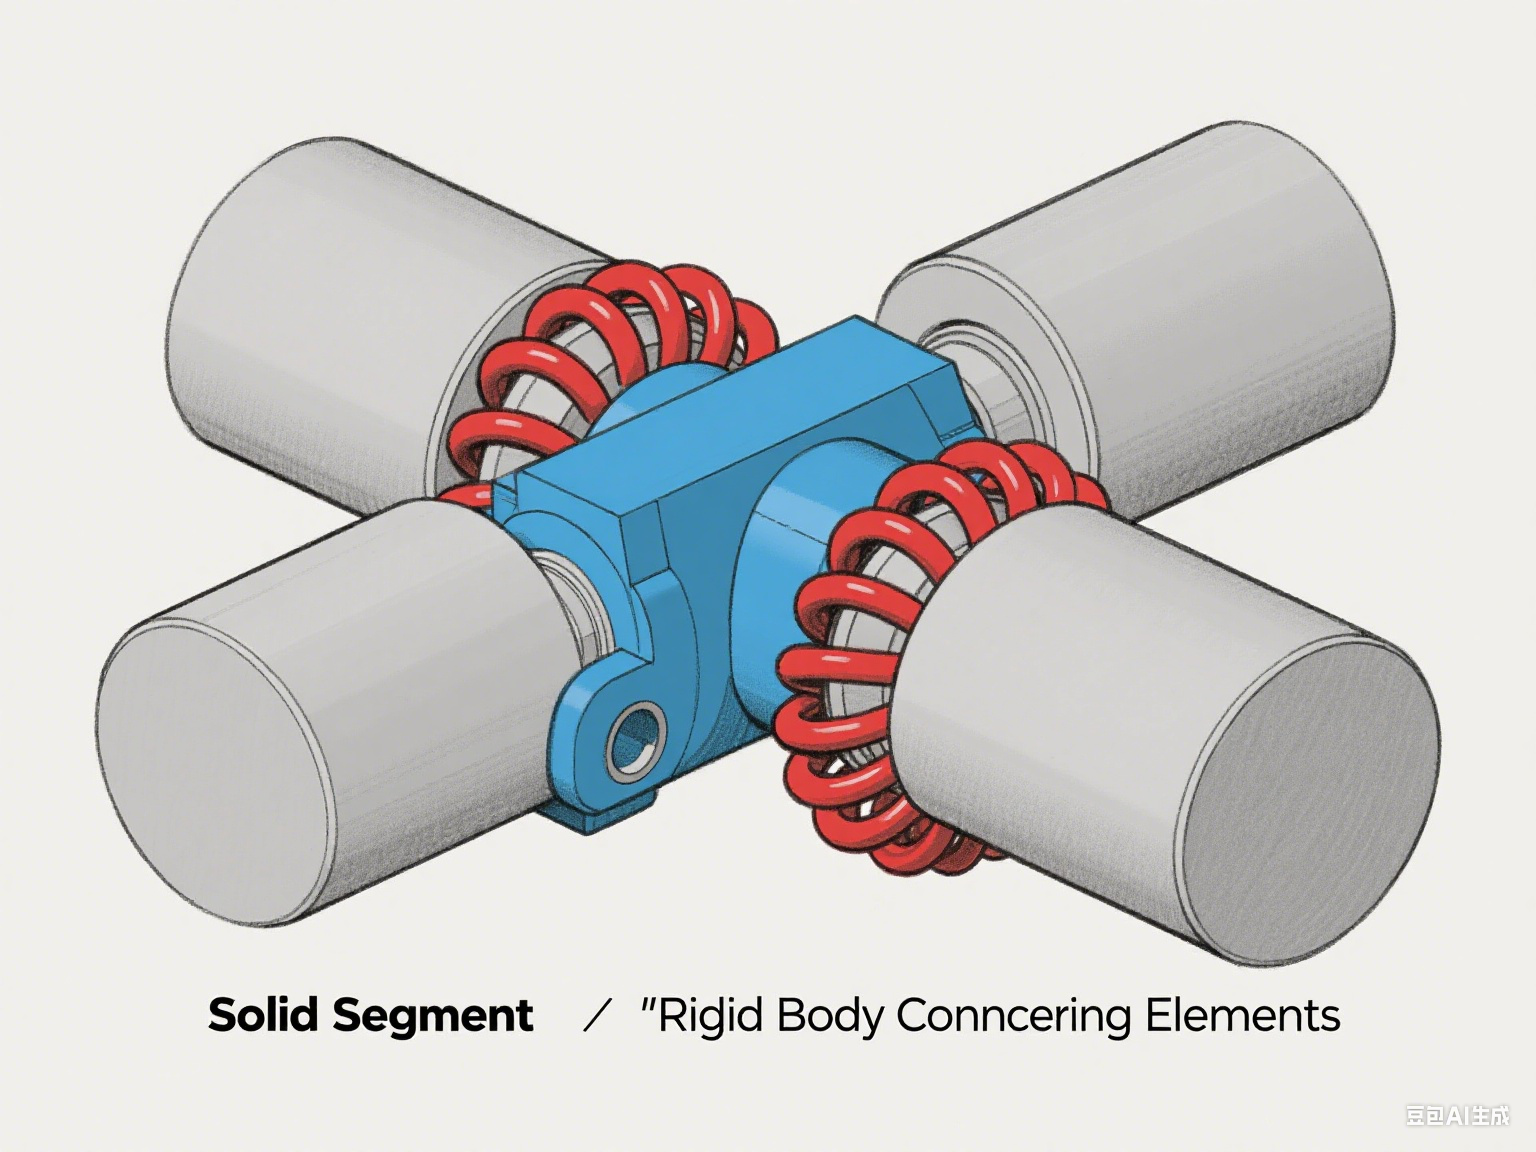 Solid Segment / "Rigid Body Conncering Elements
豆包AI生成